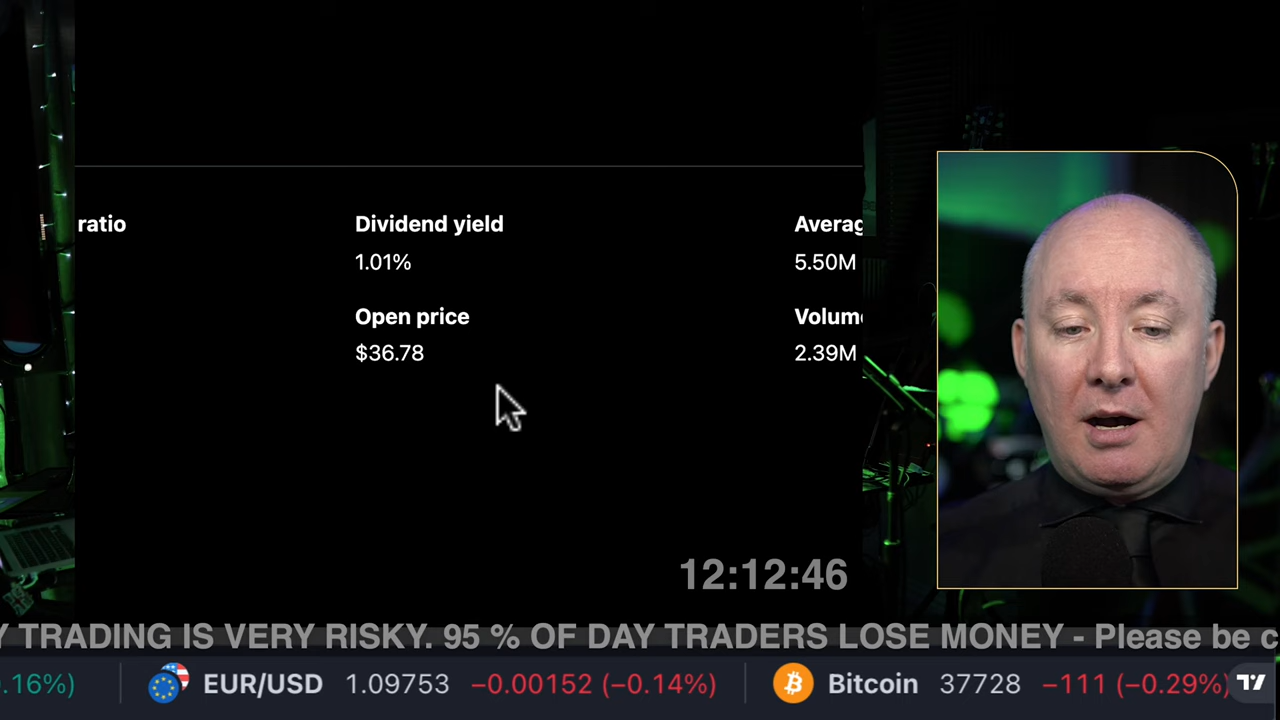 ratio
Dividend yield
Averag
1.01%
5.50M
Open price
Volume
$36.78
2.39M
12:12:46
Y TRADING IS VERY RISKY. 95 % OF DAY TRADERS LOSE MONEY - Please be c
.16%) EUR/USD 1.09753 −0.00152 (−0.14%) Bitcoin 37728 −111 (−0.29%)